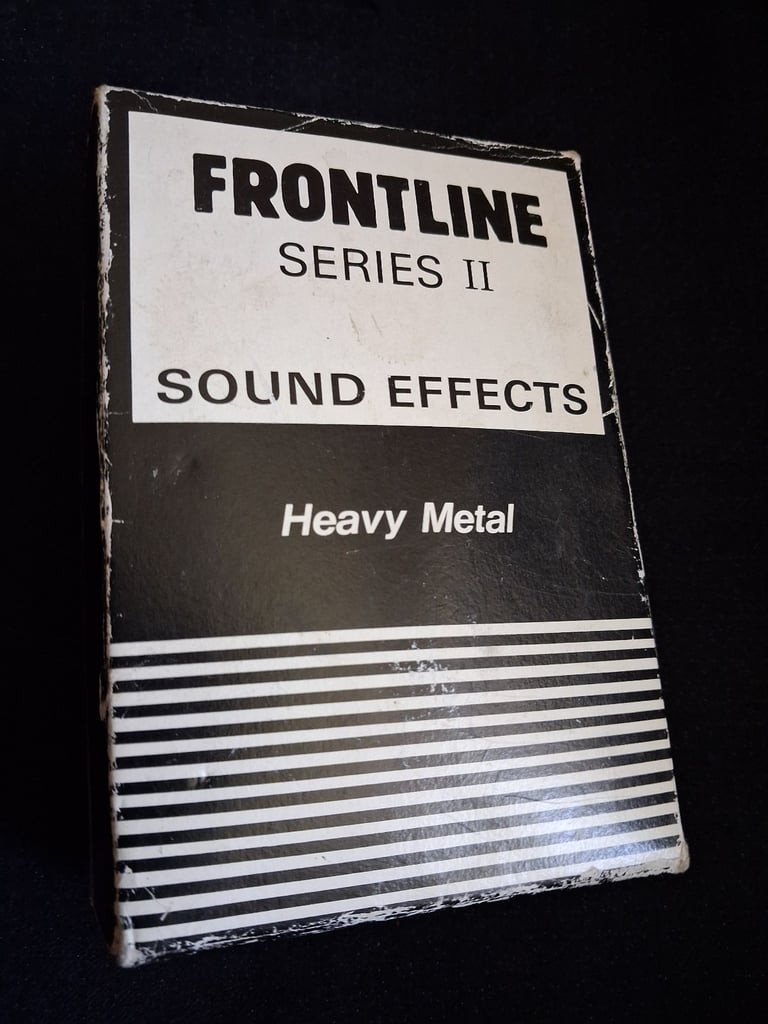 FRONTLINE
SERIES II
SOUND EFFECTS
Heavy Metal